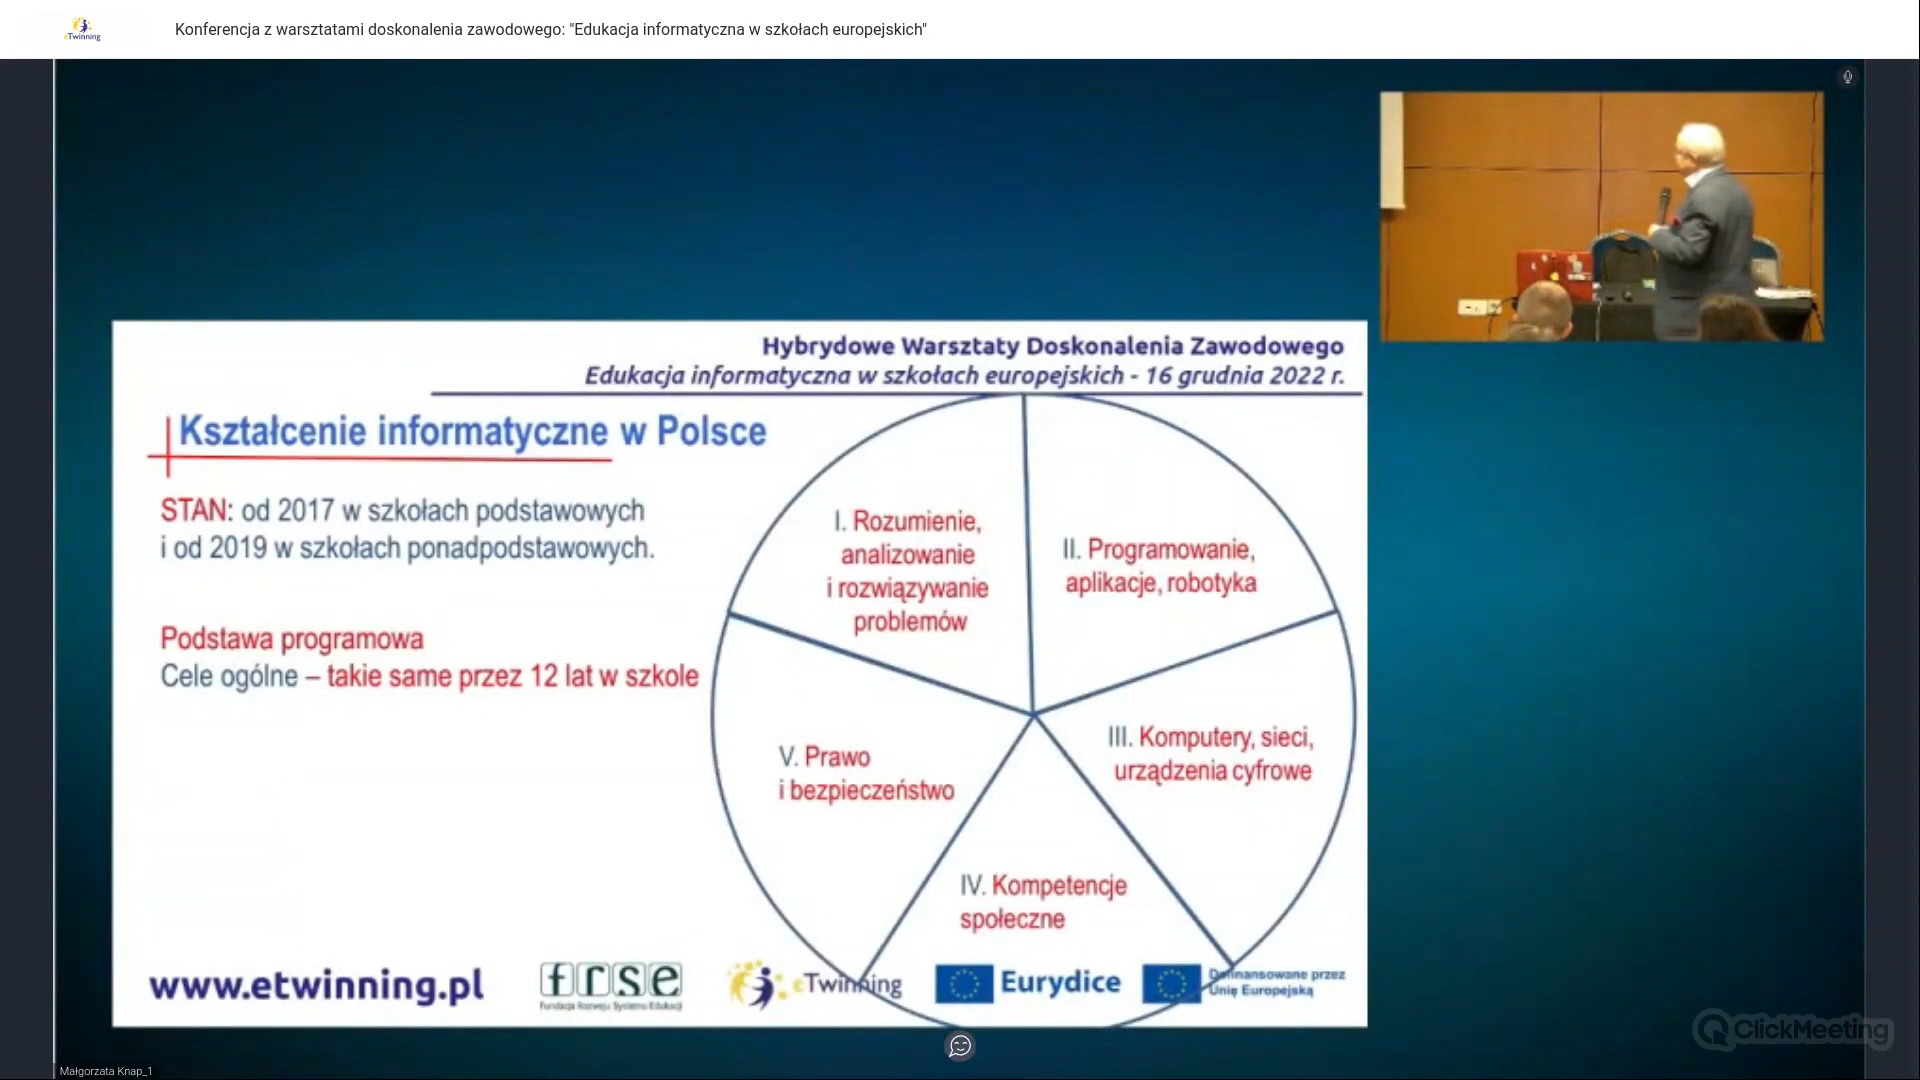 eTwinning
Konferencja z warsztatami doskonalenia zawodowego: "Edukacja informatyczna w szkołach europejskich"
Hybrydowe Warsztaty Doskonalenia Zawodowego
Edukacja informatyczna w szkołach europejskich - 16 grudnia 2022 r.
Kształcenie informatyczne w Polsce
STAN: od 2017 w szkołach podstawowych
i od 2019 w szkołach ponadpodstawowych.
Podstawa programowa
Cele ogólne – takie same przez 12 lat w szkole
I. Rozumienie,
analizowanie
i rozwiązywanie
problemów
II. Programowanie,
aplikacje, robotyka
III. Komputery, sieci,
urządzenia cyfrowe
IV. Kompetencje
społeczne
V. Prawo
i bezpieczeństwo
www.etwinning.pl
frse
Fundacja Rozwoju Systemu Edukacji
eTwinning
Eurydice
Dofinansowane przez
Unię Europejską
ClickMeeting
Małgorzata Knap_1